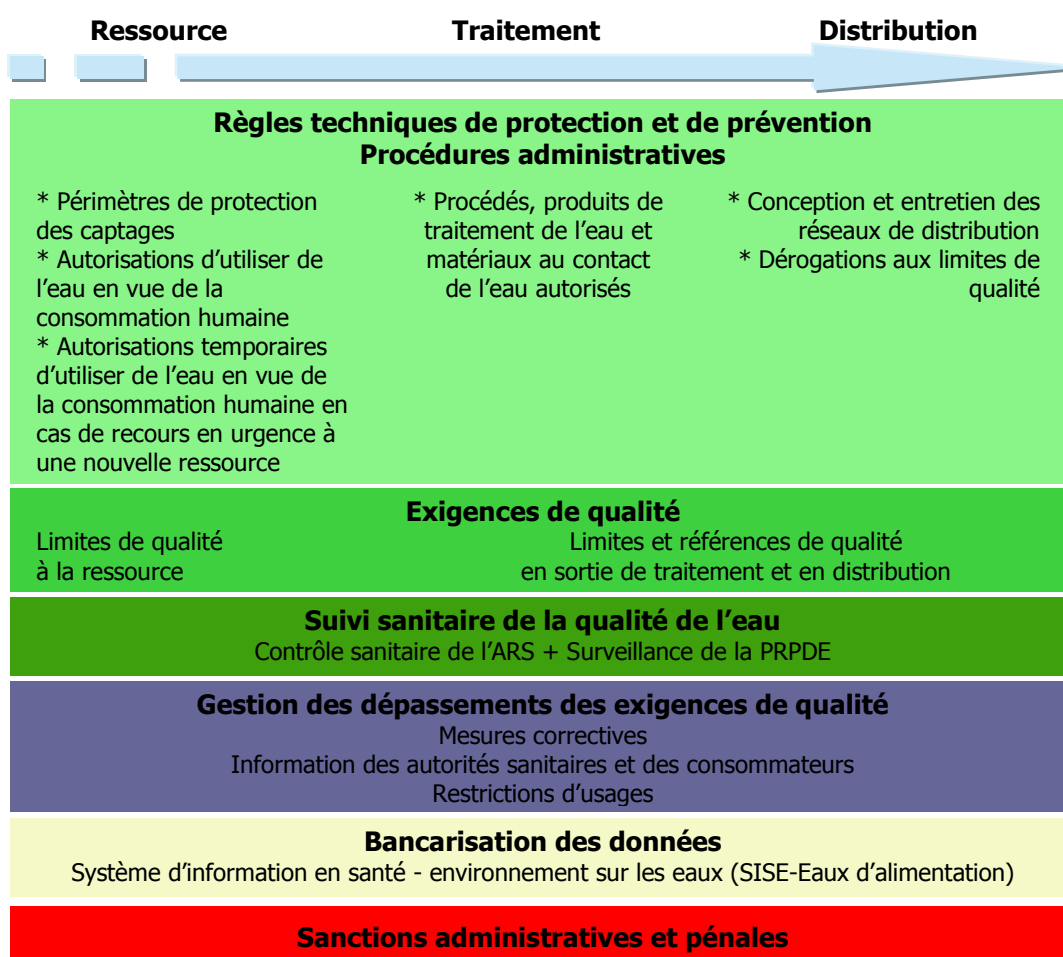 Ressource Traitement Distribution
Règles techniques de protection et de prévention
Procédures administratives
* Périmètres de protection
des captages
* Autorisations d'utiliser de
l'eau en vue de la
consommation humaine
* Autorisations temporaires
d'utiliser de l'eau en vue de
la consommation humaine en
cas de recours en urgence à
une nouvelle ressource
* Procédés, produits de
traitement de l'eau et
matériaux au contact
de l'eau autorisés
* Conception et entretien des
réseaux de distribution
* Dérogations aux limites de
qualité
Exigences de qualité
Limites de qualité
à la ressource
Limites et références de qualité
en sortie de traitement et en distribution
Suivi sanitaire de la qualité de l'eau
Contrôle sanitaire de l'ARS + Surveillance de la PRPDE
Gestion des dépassements des exigences de qualité
Mesures correctives
Information des autorités sanitaires et des consommateurs
Restrictions d'usages
Bancarisation des données
Système d'information en santé - environnement sur les eaux (SISE-Eaux d'alimentation)
Sanctions administratives et pénales